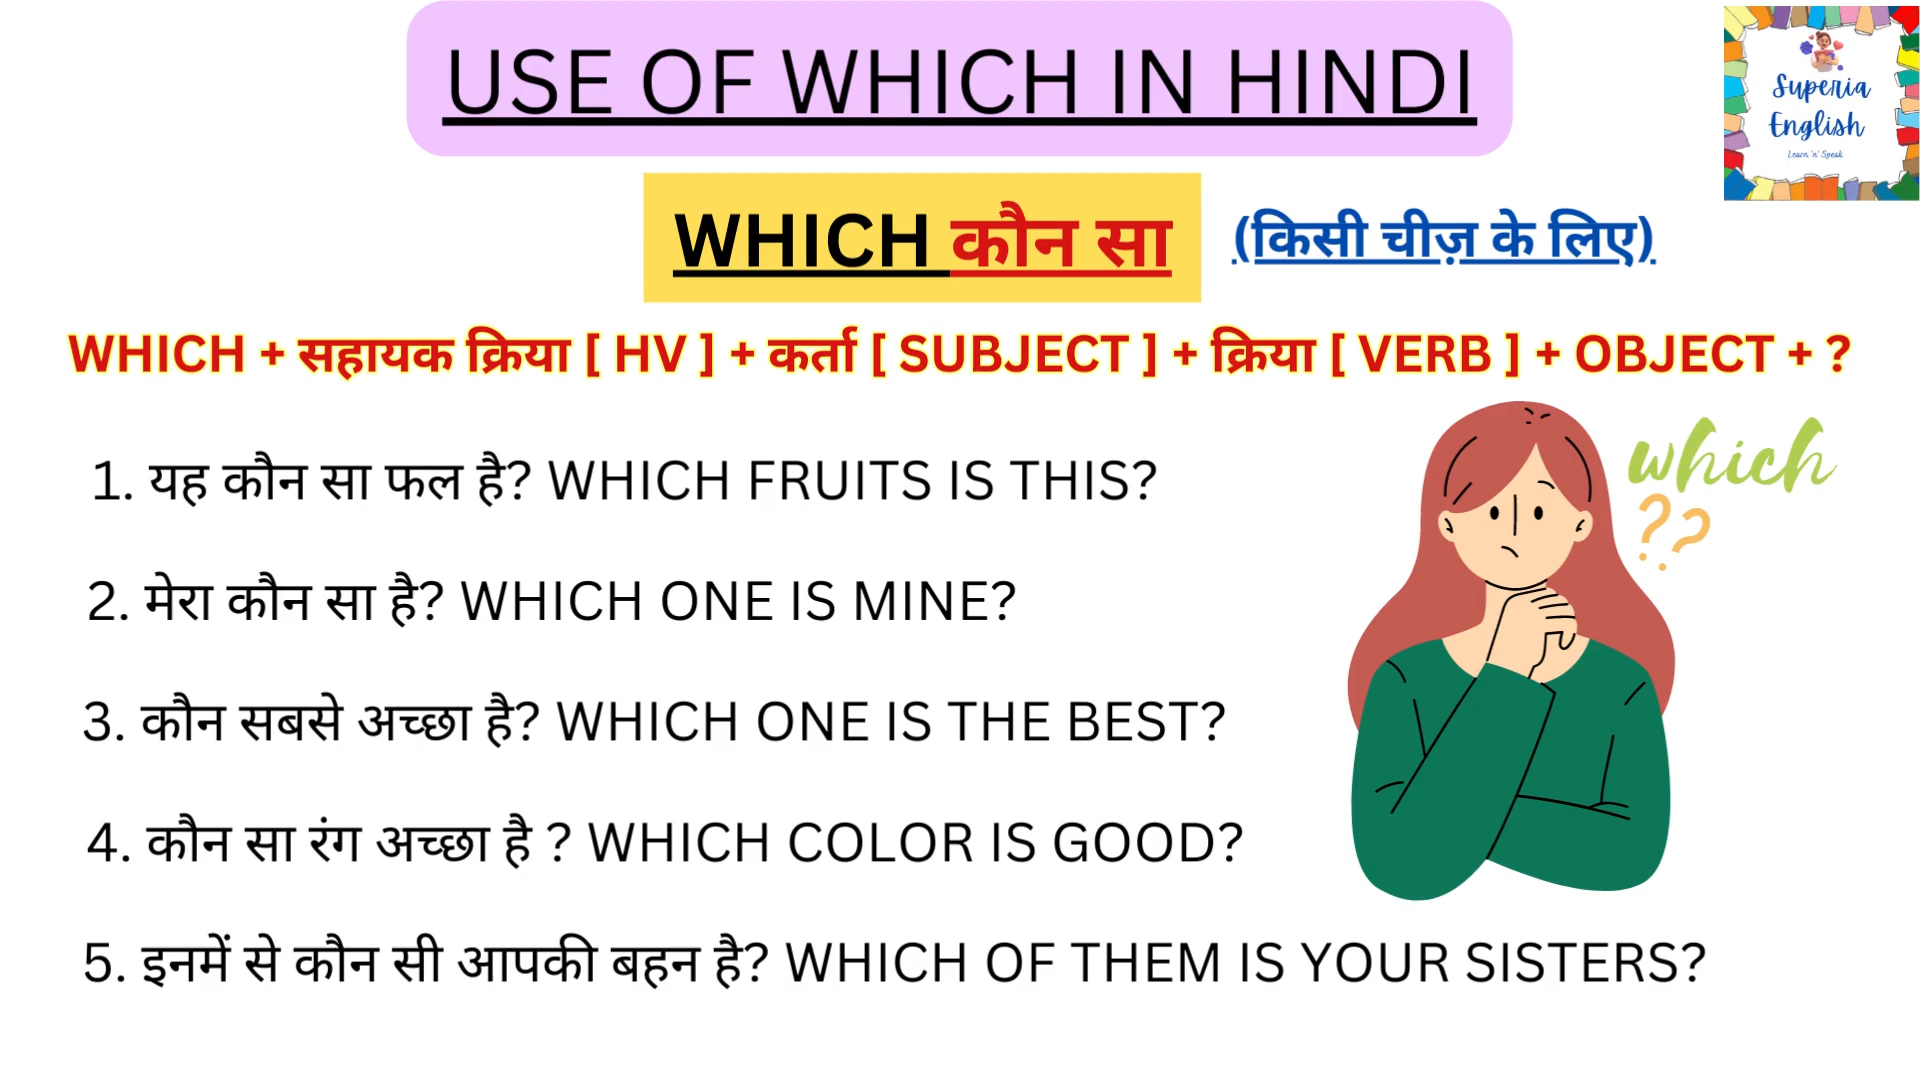 USE OF WHICH IN HINDI
Superia
English
Learn 'n' Speak
WHICH कौन सा (किसी चीज़ के लिए)
WHICH + सहायक क्रिया [ HV ] + कर्ता [ SUBJECT ] + क्रिया [ VERB ] + OBJECT + ?
which
??
1. यह कौन सा फल है? WHICH FRUITS IS THIS?
2. मेरा कौन सा है? WHICH ONE IS MINE?
3. कौन सबसे अच्छा है? WHICH ONE IS THE BEST?
4. कौन सा रंग अच्छा है ? WHICH COLOR IS GOOD?
5. इनमें से कौन सी आपकी बहन है? WHICH OF THEM IS YOUR SISTERS?